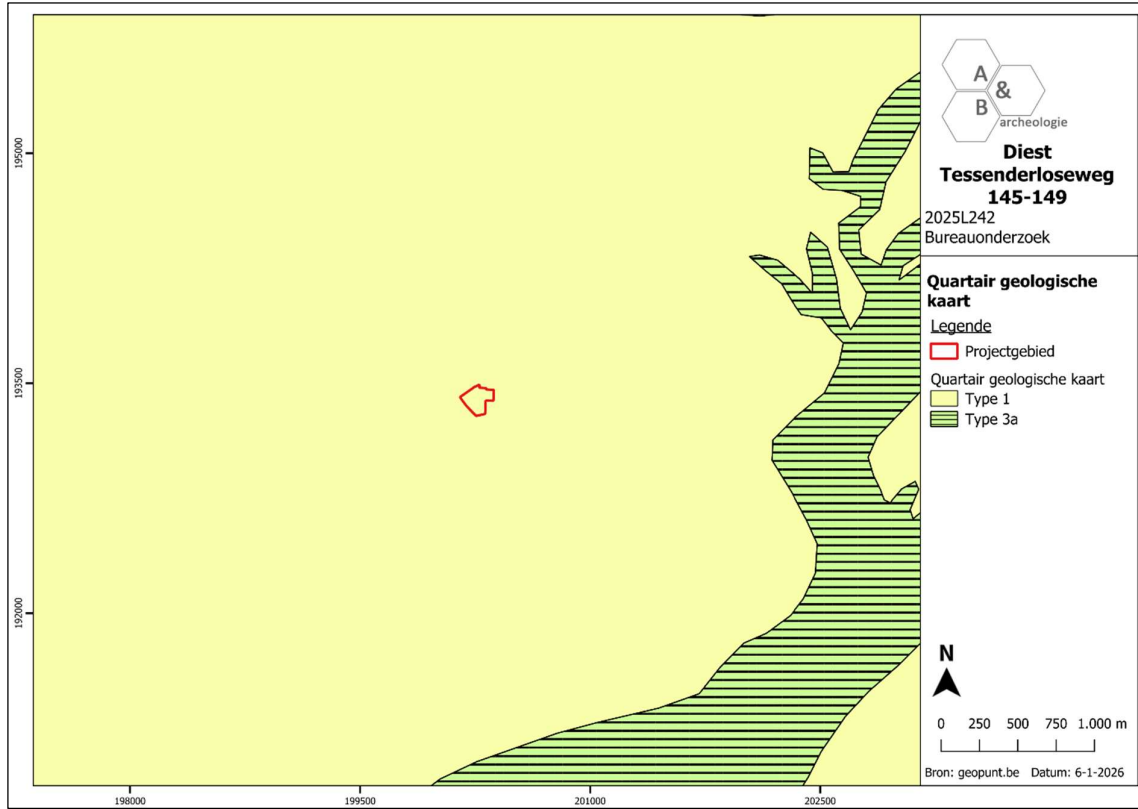 195000
193500
192000
198000
199500
201000
202500
A
&
B
archeologie
Diest
Tessenderloseweg
145-149
2025L242
Bureauonderzoek
Quartair geologische
kaart
Legende
Projectgebied
Quartair geologische kaart
Type 1
Type 3a
N
0 250 500 750 1.000 m
Bron: geopunt.be Datum: 6-1-2026